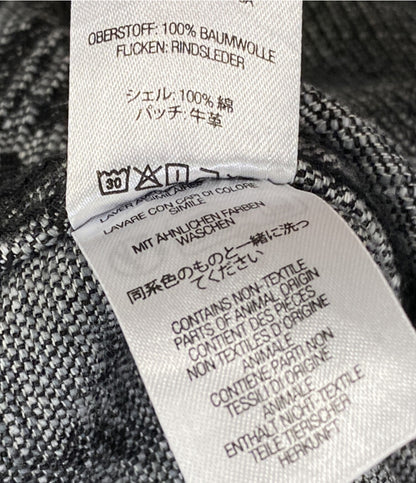 OBERSTOFF: 100% BAUMWOLLE
FLICKEN: RINDSLEDER
シェル: 100% 綿
パッチ: 牛革
30
LAVER A SIMILAIRES
LAVARE CON CAPI DI COLORE
SIMILE
MIT ÄHNLICHEN FARBEN
WASCHEN
同系色のものと一緒に洗っ
てください
CONTAINS NON-TEXTILE
PARTS OF ANIMAL ORIGIN
CONTIENT DES PIÈCES
NON TEXTILES D'ORIGINE
ANIMALE
CONTIENE PARTI NON
TESSILI DI ORIGINE
ANIMALE
ENTHÄLT NICHT-TEXTILE
TEILE TIERISCHER
HERKUNFT